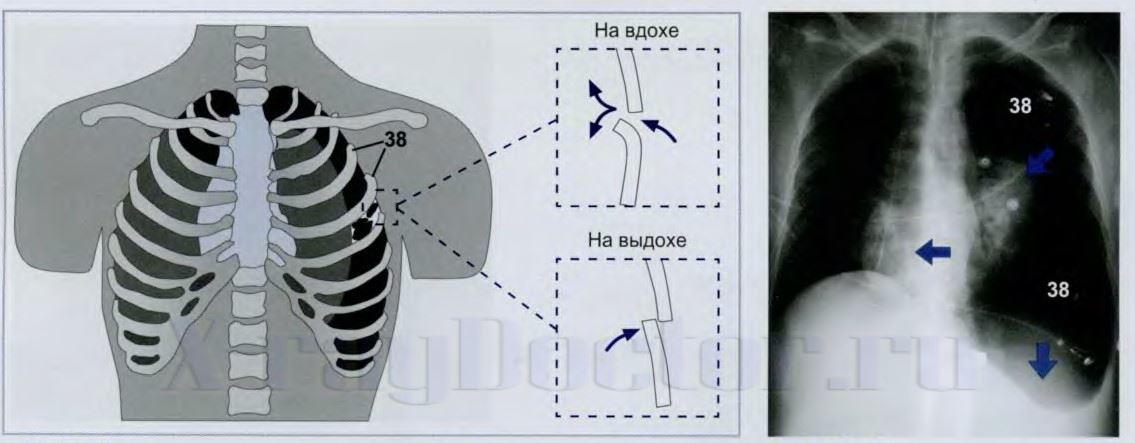 На вдохе
38
На выдохе
38
38
XrayDoctor.ru